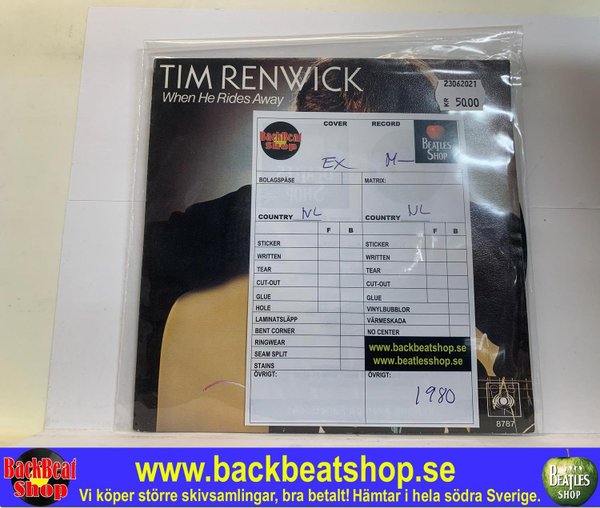 TIM RENWICK
When He Rides Away
23062021
KR 50.00
BackBeat Shop
COVER RECORD
BEATLES SHOP
EX M-
BOLAGSPÅSE MATRIX:
COUNTRY NL COUNTRY NL
F B F B
STICKER STICKER
WRITTEN WRITTEN
TEAR TEAR
CUT-OUT CUT-OUT
GLUE GLUE
HOLE VINYLBUBBLOR
LAMINATSLÄPP VÄRMESKADA
BENT CORNER NO CENTER
RINGWEAR www.backbeatshop.se
SEAM SPLIT www.beatlesshop.se
STAINS
ÖVRIGT: ÖVRIGT:
1980
8787
BackBeat Shop
www.backbeatshop.se
Vi köper större skivsamlingar, bra betalt! Hämtar i hela södra Sverige.
BEATLES SHOP